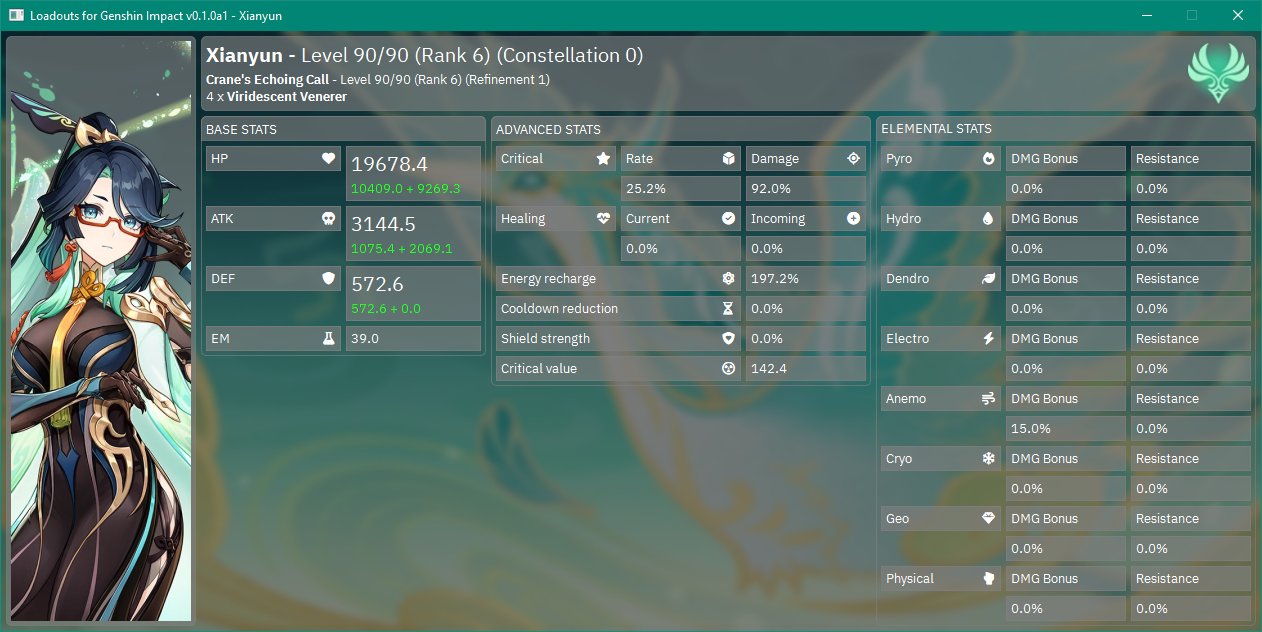 Loadouts for Genshin Impact v0.1.0a1 - Xianyun
Xianyun - Level 90/90 (Rank 6) (Constellation 0)
Crane's Echoing Call - Level 90/90 (Rank 6) (Refinement 1)
4 x Viridescent Venerer
BASE STATS
HP
19678.4
10409.0 + 9269.3
ATK
3144.5
1075.4 + 2069.1
DEF
572.6
572.6 + 0.0
EM
39.0
ADVANCED STATS
Critical
Rate
Damage
25.2%
92.0%
Healing
Current
Incoming
0.0%
0.0%
Energy recharge
197.2%
Cooldown reduction
0.0%
Shield strength
0.0%
Critical value
142.4
ELEMENTAL STATS
Pyro
DMG Bonus
Resistance
0.0%
0.0%
Hydro
DMG Bonus
Resistance
0.0%
0.0%
Dendro
DMG Bonus
Resistance
0.0%
0.0%
Electro
DMG Bonus
Resistance
0.0%
0.0%
Anemo
DMG Bonus
Resistance
15.0%
0.0%
Cryo
DMG Bonus
Resistance
0.0%
0.0%
Geo
DMG Bonus
Resistance
0.0%
0.0%
Physical
DMG Bonus
Resistance
0.0%
0.0%